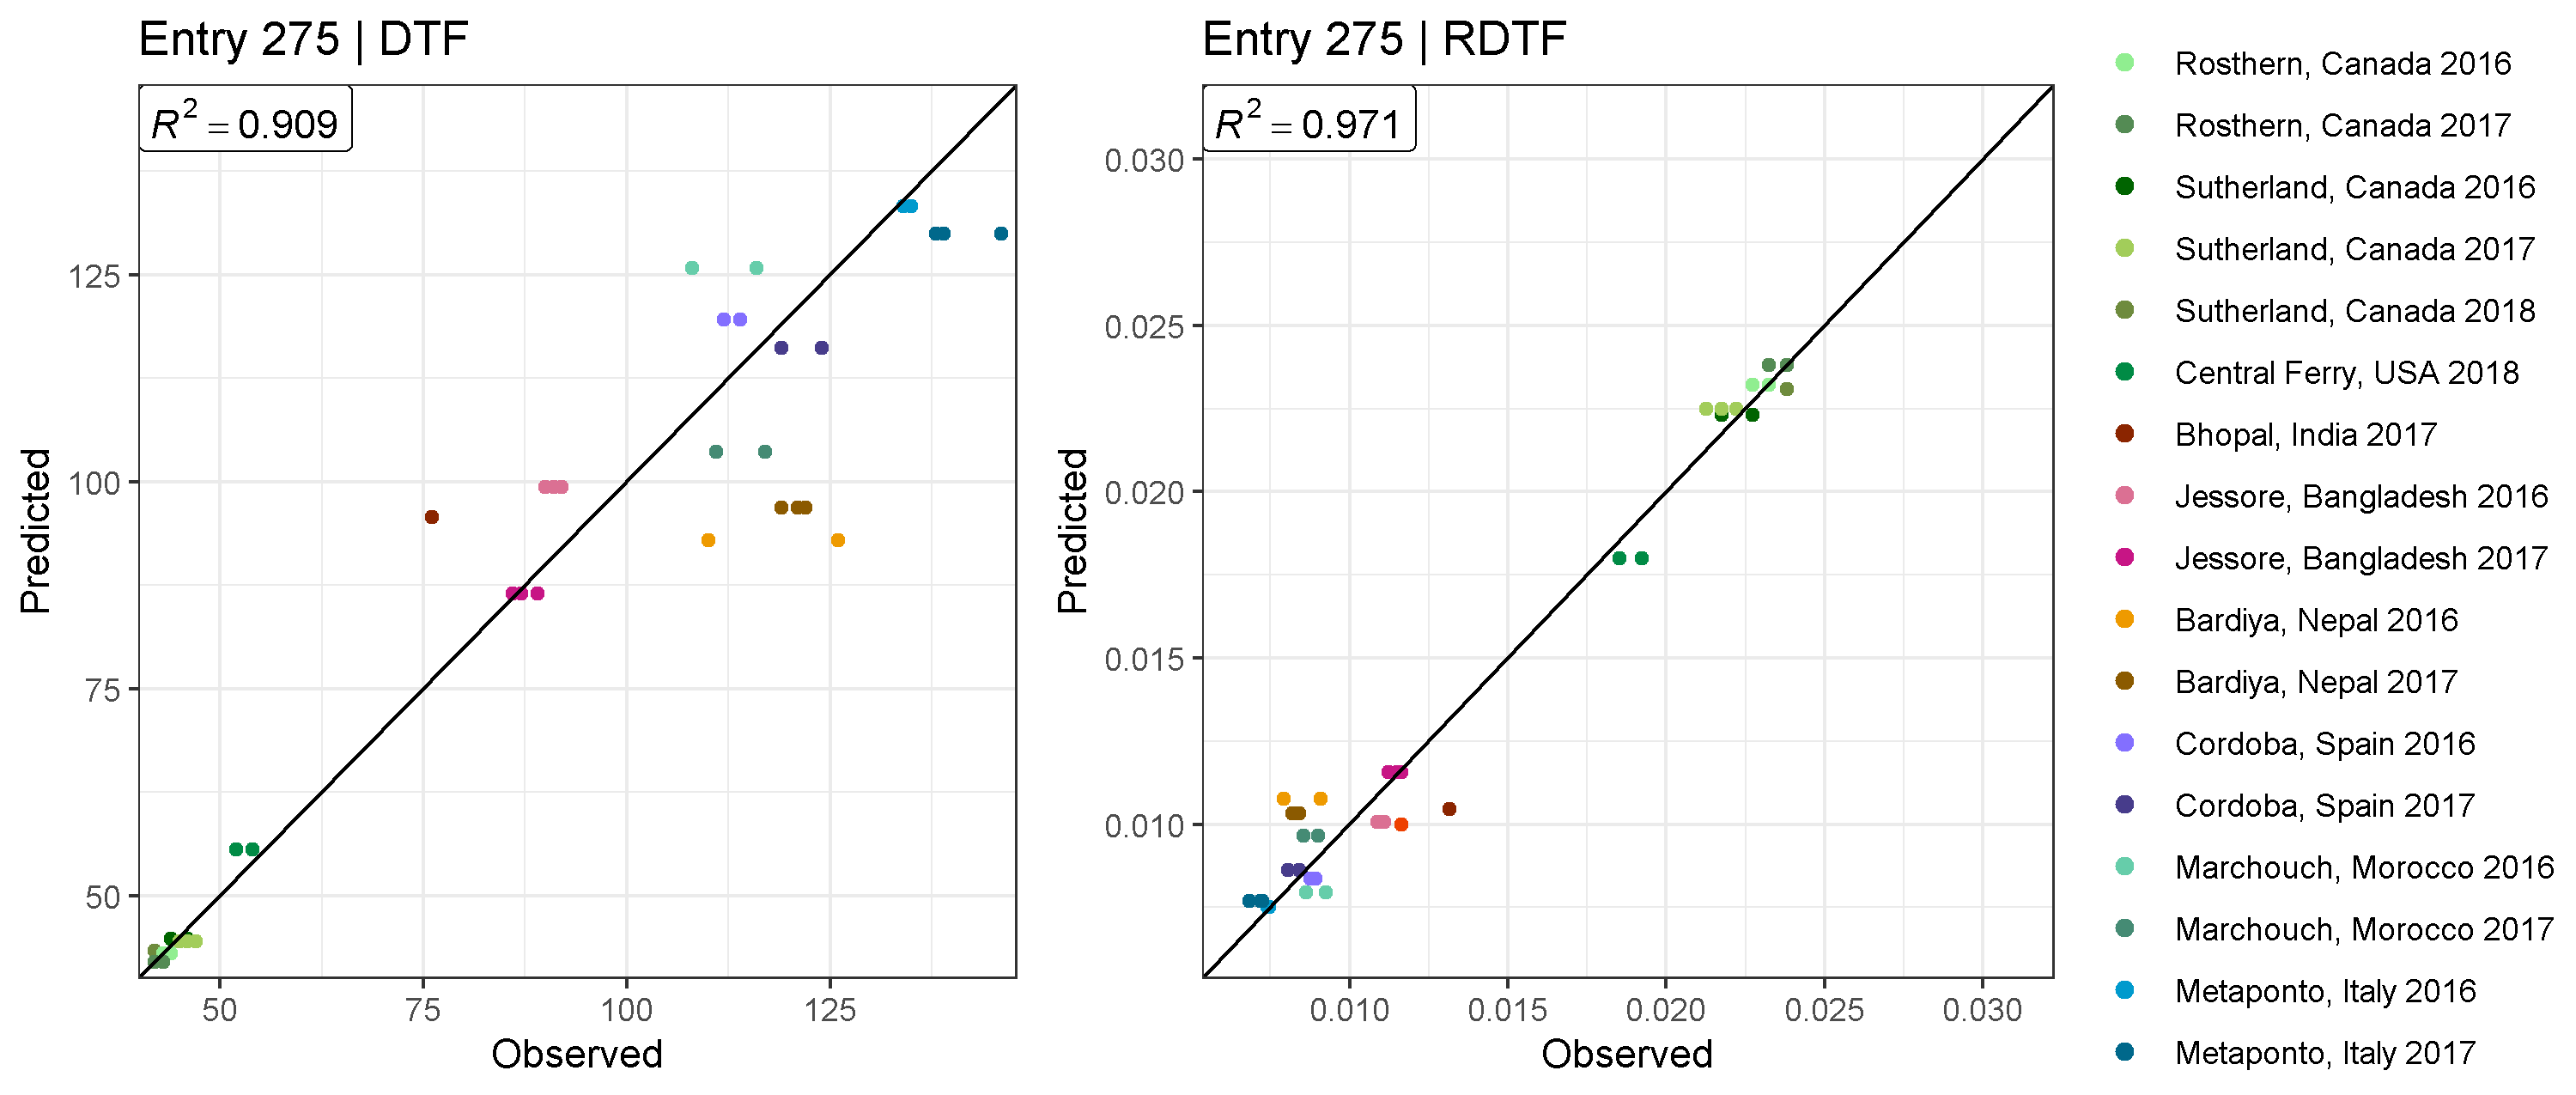 Entry 275 | DTF
R² = 0.909
125
100
75
50
50 75 100 125
Predicted
Observed
Entry 275 | RDTF
R² = 0.971
0.030
0.025
0.020
0.015
0.010
0.010 0.015 0.020 0.025 0.030
Predicted
Observed
Rosthern, Canada 2016
Rosthern, Canada 2017
Sutherland, Canada 2016
Sutherland, Canada 2017
Sutherland, Canada 2018
Central Ferry, USA 2018
Bhopal, India 2017
Jessore, Bangladesh 2016
Jessore, Bangladesh 2017
Bardiya, Nepal 2016
Bardiya, Nepal 2017
Cordoba, Spain 2016
Cordoba, Spain 2017
Marchouch, Morocco 2016
Marchouch, Morocco 2017
Metaponto, Italy 2016
Metaponto, Italy 2017